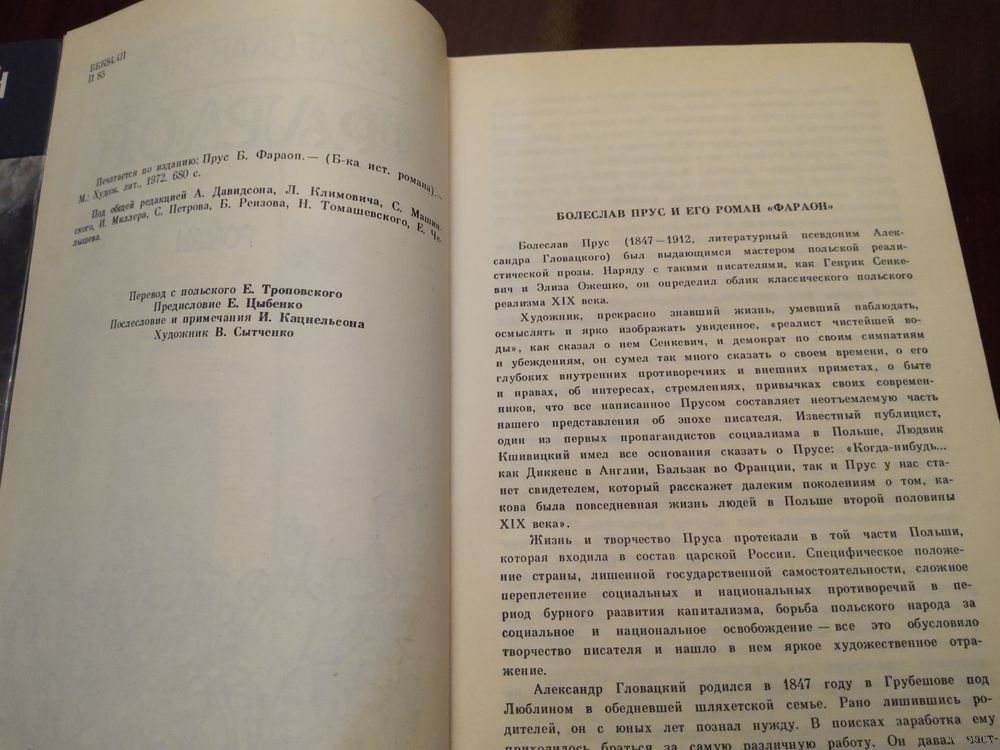 ББК84.4П
П 85
Печатается по изданию: Прус Б. Фараон.— (Б-ка ист. романа).—
М.: Худож. лит., 1972. 680 с.
Под общей редакцией А. Давидсона, Л. Климовича, С. Машин-
ского, И. Миллера, С. Петрова, Б. Реизова, Н. Томашевского, Е. Че-
лышева.
Перевод с польского Е. Троповского
Предисловие Е. Цыбенко
Послесловие и примечания И. Кацнельсона
Художник В. Сытченко
БОЛЕСЛАВ ПРУС И ЕГО РОМАН «ФАРАОН»
Болеслав Прус (1847—1912, литературный псевдоним Алек-
сандра Гловацкого) был выдающимся мастером польской реали-
стической прозы. Наряду с такими писателями, как Генрик Сенке-
вич и Элиза Ожешко, он определил облик классического польского
реализма XIX века.
Художник, прекрасно знавший жизнь, умевший наблюдать,
осмыслять и ярко изображать увиденное, «реалист чистейшей во-
ды», как сказал о нем Сенкевич, и демократ по своим симпатиям
и убеждениям, он сумел так много сказать о своем времени, о его
глубоких внутренних противоречиях и внешних приметах, о быте
и нравах, об интересах, стремлениях, привычках своих современ-
ников, что все написанное Прусом составляет неотъемлемую часть
нашего представления об эпохе писателя. Известный публицист,
один из первых пропагандистов социализма в Польше, Людвик
Кшивицкий имел все основания сказать о Прусе: «Когда-нибудь...
как Диккенс в Англии, Бальзак во Франции, так и Прус у нас ста-
нет свидетелем, который расскажет далеким поколениям о том, ка-
кова была повседневная жизнь людей в Польше второй половины
XIX века».
Жизнь и творчество Пруса протекали в той части Польши,
которая входила в состав царской России. Специфическое положе-
ние страны, лишенной государственной самостоятельности, сложное
переплетение социальных и национальных противоречий в пе-
риод бурного развития капитализма, борьба польского народа за
социальное и национальное освобождение — все это обусловило
творчество писателя и нашло в нем яркое художественное отра-
жение.
Александр Гловацкий родился в 1847 году в Грубешове под
Люблином в обедневшей шляхетской семье. Рано лишившись ро-
дителей, он с юных лет познал нужду. В поисках заработка ему
приходилось браться за самую различную работу. Он давал